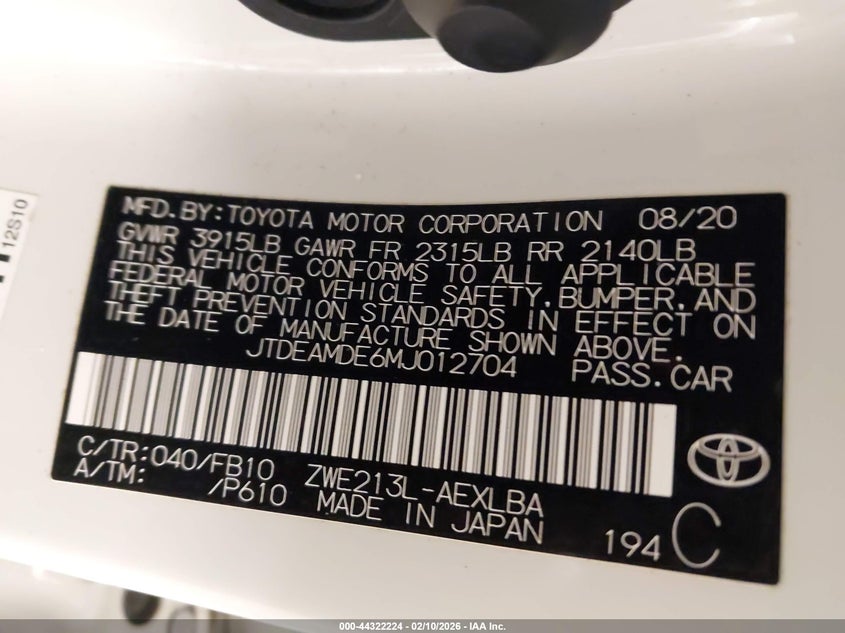 12S10
MFD.BY:TOYOTA MOTOR CORPORATION 08/20
GVWR 3915LB GAWR FR 2315LB RR 2140LB
THIS VEHICLE CONFORMS TO ALL APPLICABLE
FEDERAL MOTOR VEHICLE SAFETY,BUMPER,AND
THEFT PREVENTION STANDARDS IN EFFECT ON
THE DATE OF MANUFACTURE SHOWN ABOVE.
JTDEAMDE6MJ012704 PASS.CAR
C/TR:040/FB10 ZWE213L-AEXLBA
A/TM: /P610 MADE IN JAPAN
194 C
000-44322224 - 02/10/2026 - IAA Inc.